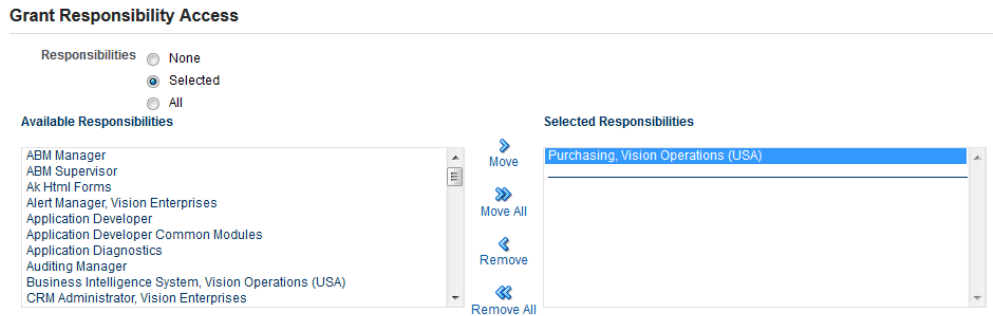 Grant Responsibility Access
Responsibilities
None
Selected
All
Available Responsibilities
ABM Manager
ABM Supervisor
Ak Html Forms
Alert Manager, Vision Enterprises
Application Developer
Application Developer Common Modules
Application Diagnostics
Auditing Manager
Business Intelligence System, Vision Operations (USA)
CRM Administrator, Vision Enterprises
Move
Move All
Remove
Remove All
Selected Responsibilities
Purchasing, Vision Operations (USA)